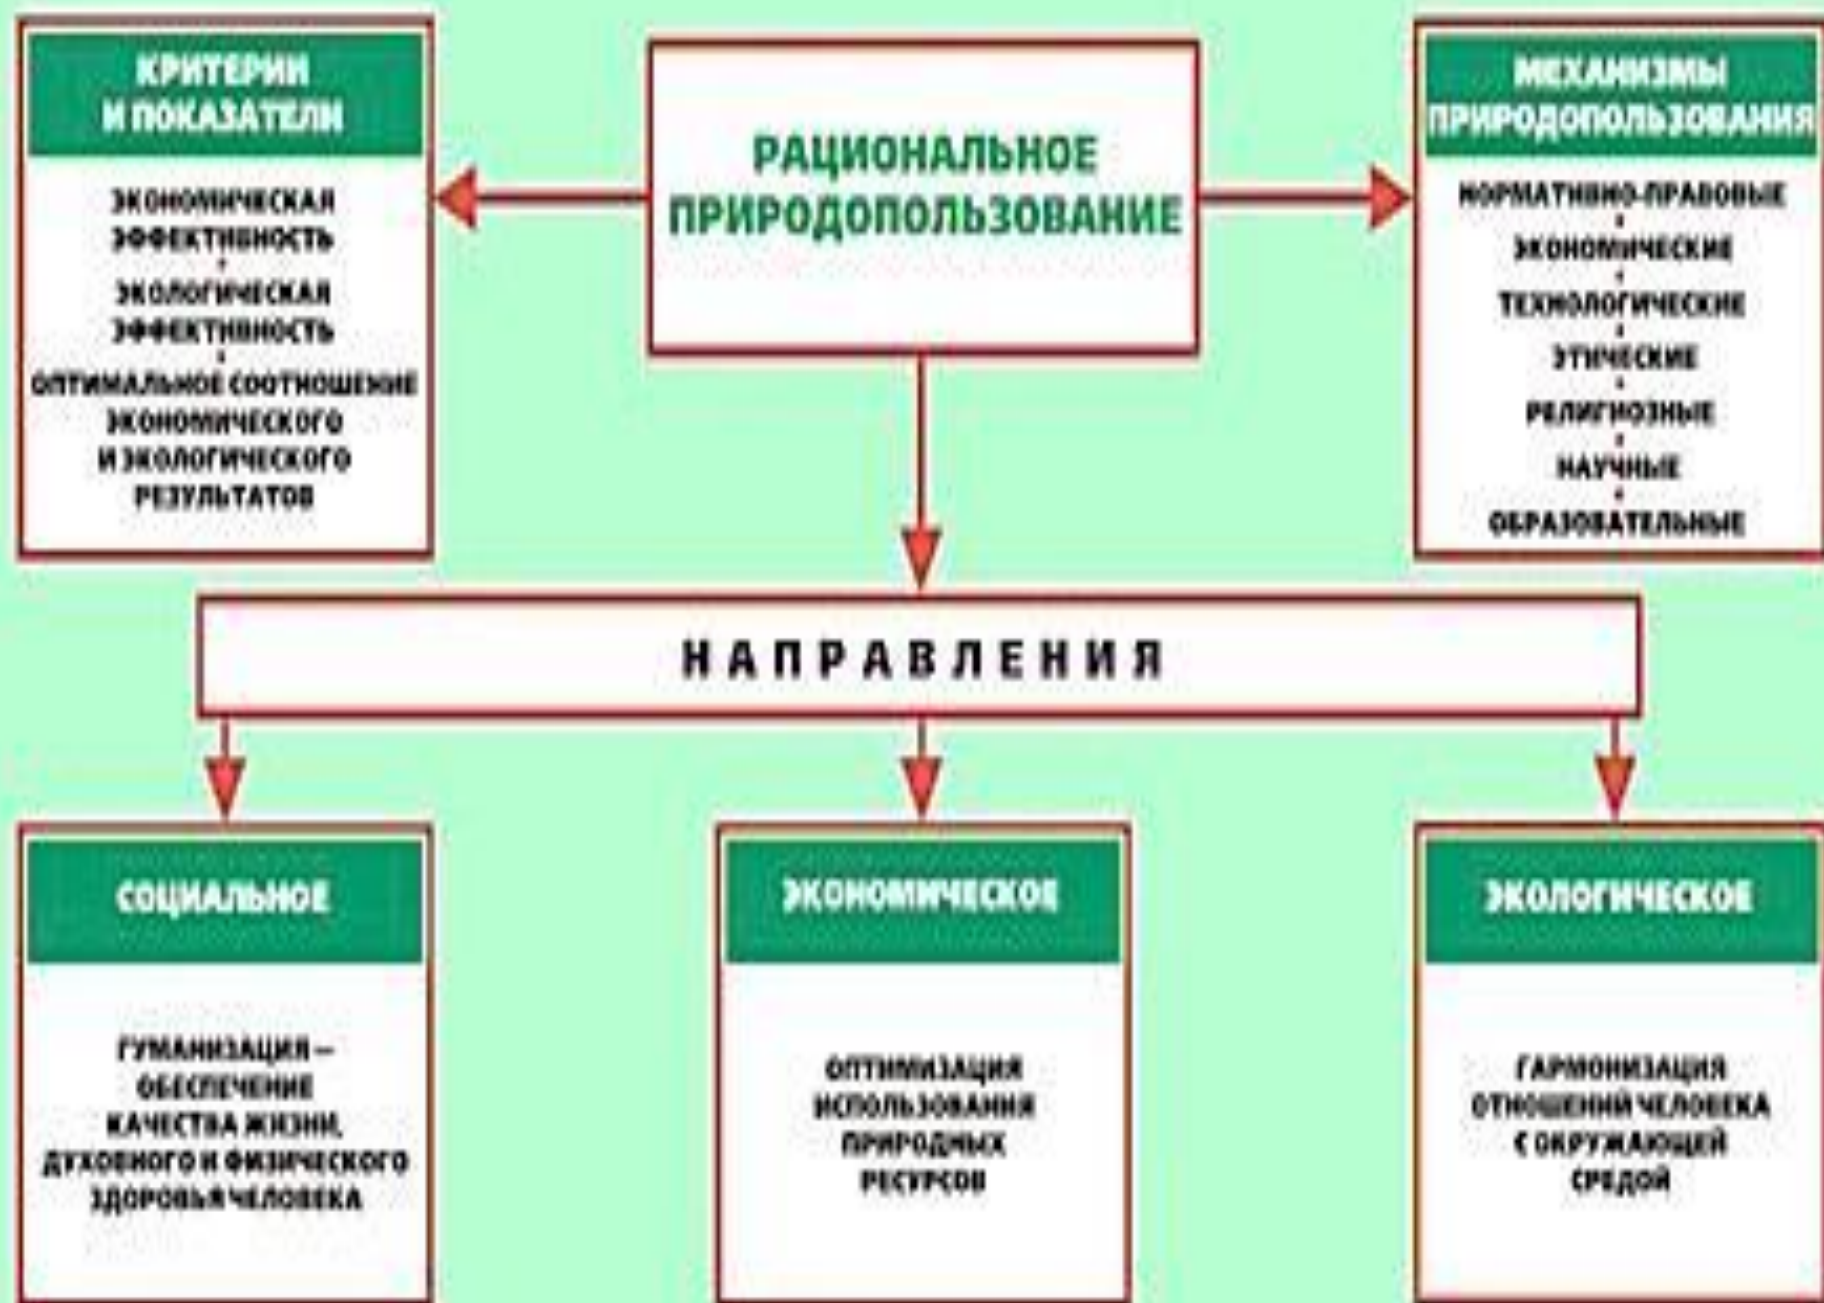 КРИТЕРИИ
И ПОКАЗАТЕЛИ
ЭКОНОМИЧЕСКАЯ
ЭФФЕКТИВНОСТЬ
ЭКОЛОГИЧЕСКАЯ
ЭФФЕКТИВНОСТЬ
ОПТИМАЛЬНОЕ СООТНОШЕНИЕ
ЭКОНОМИЧЕСКОГО
И ЭКОЛОГИЧЕСКОГО
РЕЗУЛЬТАТОВ
РАЦИОНАЛЬНОЕ
ПРИРОДОПОЛЬЗОВАНИЕ
МЕХАНИЗМЫ
ПРИРОДОПОЛЬЗОВАНИЯ
НОРМАТИВНО-ПРАВОВЫЕ
ЭКОНОМИЧЕСКИЕ
ТЕХНОЛОГИЧЕСКИЕ
ЭТИЧЕСКИЕ
РЕЛИГИОЗНЫЕ
НАУЧНЫЕ
ОБРАЗОВАТЕЛЬНЫЕ
НАПРАВЛЕНИЯ
СОЦИАЛЬНОЕ
ГУМАНИЗАЦИЯ –
ОБЕСПЕЧЕНИЕ
КАЧЕСТВА ЖИЗНИ,
ДУХОВНОГО И ФИЗИЧЕСКОГО
ЗДОРОВЬЯ ЧЕЛОВЕКА
ЭКОНОМИЧЕСКОЕ
ОПТИМИЗАЦИЯ
ИСПОЛЬЗОВАНИЯ
ПРИРОДНЫХ
РЕСУРСОВ
ЭКОЛОГИЧЕСКОЕ
ГАРМОНИЗАЦИЯ
ОТНОШЕНИЙ ЧЕЛОВЕКА
С ОКРУЖАЮЩЕЙ
СРЕДОЙ